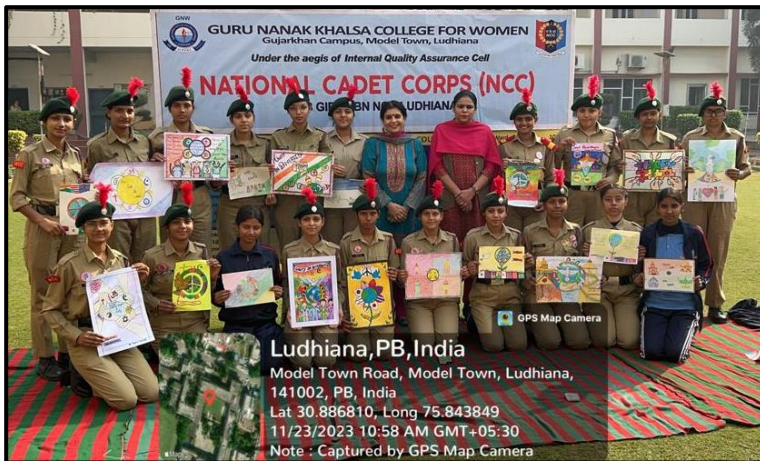 GNW
GURU NANAK KHALSA COLLEGE FOR WOMEN
Gujarkhan Campus, Model Town, Ludhiana
Under the aegis of Internal Quality Assurance Cell
NATIONAL CADET CORPS (NCC)
BN NO LUDHIANA
GPS Map Camera
Ludhiana,PB,India
Model Town Road, Model Town, Ludhiana,
141002, PB, India
Lat 30.886810, Long 75.843849
11/23/2023 10:58 AM GMT+05:30
Note : Captured by GPS Map Camera